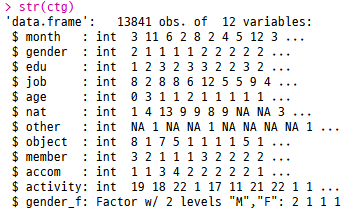 > str(ctg)
'data.frame':   13841 obs. of  12 variables:
 $ month   : int  3 11 6 2 8 2 4 5 12 3 ...
 $ gender  : int  2 1 1 1 1 2 2 2 2 2 ...
 $ edu     : int  1 2 3 2 3 3 2 2 3 2 ...
 $ job     : int  8 2 8 8 6 12 5 5 9 4 ...
 $ age     : int  0 3 1 1 2 1 1 1 1 1 ...
 $ nat     : int  1 4 13 9 9 8 9 NA NA 3 ...
 $ other   : int  NA 1 NA NA 1 NA NA NA NA 1 ...
 $ object  : int  8 1 7 5 1 1 1 1 5 1 ...
 $ member  : int  3 2 1 1 1 3 2 2 2 2 ...
 $ accom   : int  1 1 3 4 2 2 2 2 2 1 ...
 $ activity: int  19 18 22 1 17 11 21 22 1 1 ...
 $ gender_f: Factor w/ 2 levels "M","F": 2 1 1 1